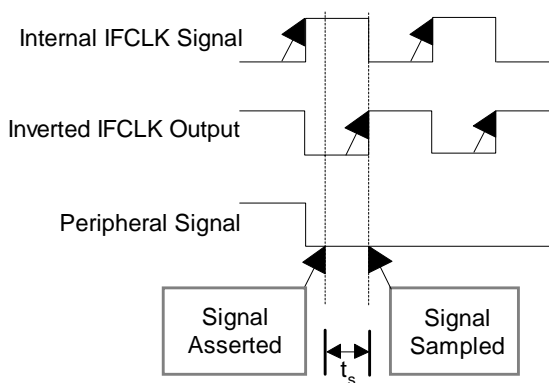 Internal IFCLK Signal
Inverted IFCLK Output
Peripheral Signal
Signal
Asserted
Signal
Sampled
ts